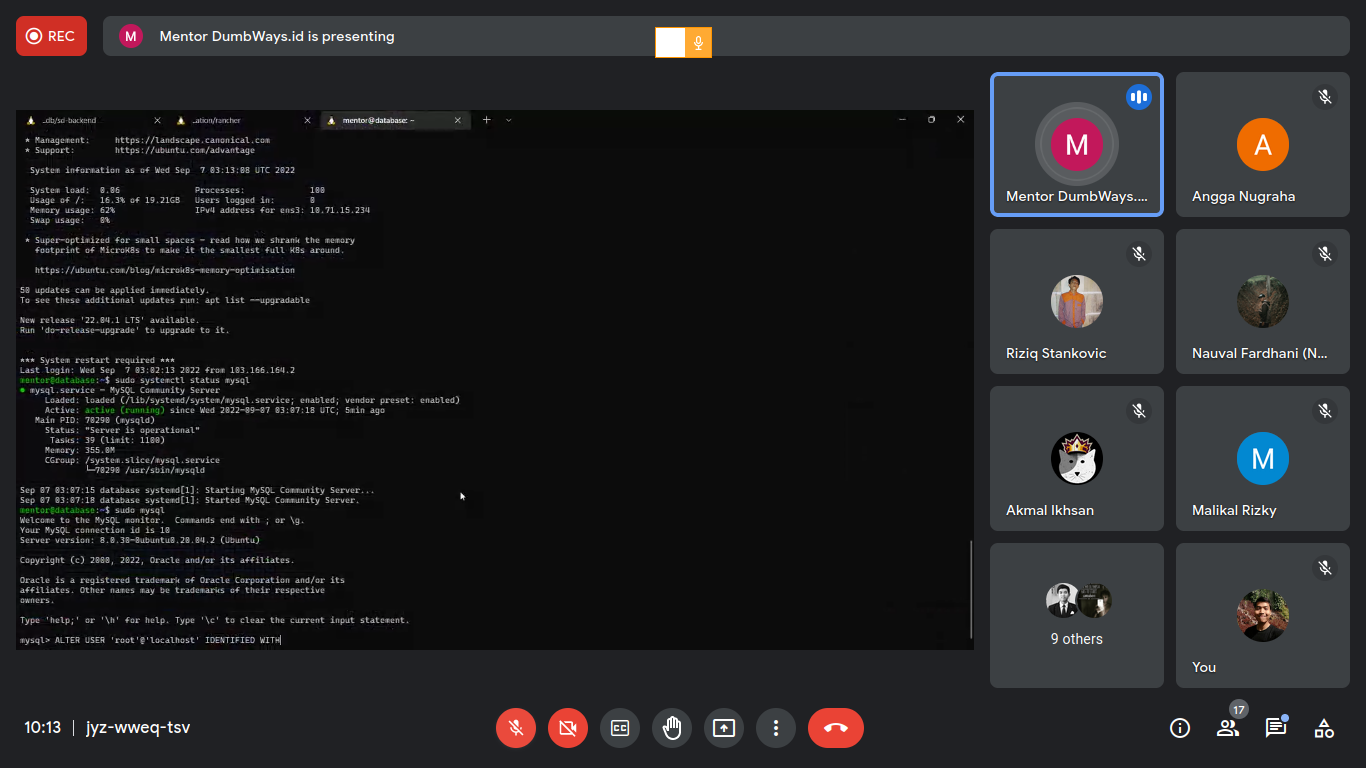 REC
M
Mentor DumbWays.id is presenting
..db/sd-backend
..ation/rancher
mentor@database: ~
* Management:     https://landscape.canonical.com
* Support:        https://ubuntu.com/advantage
System information as of Wed Sep  7 03:13:08 UTC 2022
System load:  0.06               Processes:             100
Usage of /:   16.3% of 19.21GB   Users logged in:       0
Memory usage: 62%                IPv4 address for ens3: 10.71.15.234
Swap usage:   0%
* Super-optimized for small spaces - read how we shrank the memory
footprint of MicroK8s to make it the smallest full K8s around.
https://ubuntu.com/blog/microk8s-memory-optimisation
50 updates can be applied immediately.
To see these additional updates run: apt list --upgradable
New release '22.04.1 LTS' available.
Run 'do-release-upgrade' to upgrade to it.
*** System restart required ***
Last login: Wed Sep  7 03:02:13 2022 from 103.166.164.2
mentor@database:~$ sudo systemctl status mysql
● mysql.service - MySQL Community Server
Loaded: loaded (/lib/systemd/system/mysql.service; enabled; vendor preset: enabled)
Active: active (running) since Wed 2022-09-07 03:07:18 UTC; 5min ago
Main PID: 70290 (mysqld)
Status: "Server is operational"
Tasks: 39 (limit: 1100)
Memory: 355.0M
CGroup: /system.slice/mysql.service
└─70290 /usr/sbin/mysqld
Sep 07 03:07:15 database systemd[1]: Starting MySQL Community Server...
Sep 07 03:07:18 database systemd[1]: Started MySQL Community Server.
mentor@database:~$ sudo mysql
Welcome to the MySQL monitor.  Commands end with ; or \g.
Your MySQL connection id is 10
Server version: 8.0.30-0ubuntu0.20.04.2 (Ubuntu)
Copyright (c) 2000, 2022, Oracle and/or its affiliates.
Oracle is a registered trademark of Oracle Corporation and/or its
affiliates. Other names may be trademarks of their respective
owners.
Type 'help;' or '\h' for help. Type '\c' to clear the current input statement.
mysql> ALTER USER 'root'@'localhost' IDENTIFIED WITH
M
Mentor DumbWays....
A
Angga Nugraha
Riziq Stankovic
Nauval Fardhani (N...
Akmal Ikhsan
M
Malikal Rizky
9 others
You
10:13 | jyz-wweq-tsv
CC
17